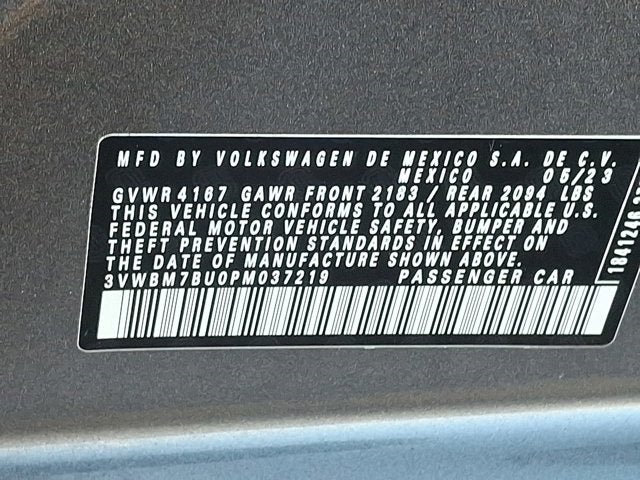 MFD BY VOLKSWAGEN DE MEXICO S.A. DE C.V.
MEXICO 05/23
GVWR 4167 GAWR FRONT 2183 / REAR 2094 LBS
THIS VEHICLE CONFORMS TO ALL APPLICABLE U.S.
FEDERAL MOTOR VEHICLE SAFETY, BUMPER AND
THEFT PREVENTION STANDARDS IN EFFECT ON
THE DATE OF MANUFACTURE SHOWN ABOVE.
3VWBM7BU0PM037219 PASSENGER CAR